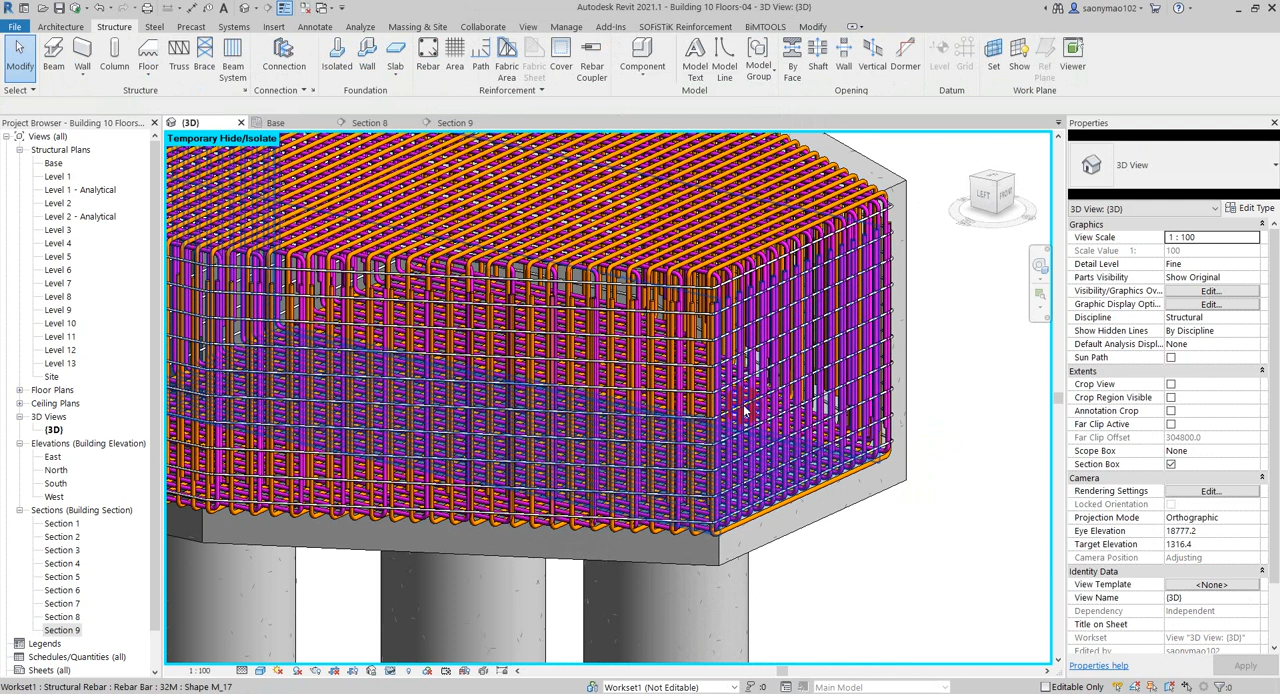 Autodesk Revit 2021.1 - Building 10 Floors-04 - 3D View: {3D}
saonymao102
File Architecture Structure Steel Precast Systems Insert Annotate Analyze Massing & Site Collaborate View Manage Add-Ins SOFiSTiK Reinforcement BiMTOOLS Modify
Modify Beam Wall Column Floor Truss Brace Beam System Connection Isolated Wall Slab Rebar Area Path Fabric Area Fabric Sheet Cover Rebar Coupler Component Model Text Model Line Model Group By Face Shaft Wall Vertical Dormer Level Grid Set Show Ref Plane Viewer
Select Structure Connection Foundation Reinforcement Model Opening Datum Work Plane
Project Browser - Building 10 Floors...
{3D} Base Section 8 Section 9
Properties
Views (all)
Structural Plans
Base
Level 1
Level 1 - Analytical
Level 2
Level 2 - Analytical
Level 3
Level 4
Level 5
Level 6
Level 7
Level 8
Level 9
Level 10
Level 11
Level 12
Level 13
Site
Floor Plans
Ceiling Plans
3D Views
{3D}
Elevations (Building Elevation)
East
North
South
West
Sections (Building Section)
Section 1
Section 2
Section 3
Section 4
Section 5
Section 6
Section 7
Section 8
Section 9
Legends
Schedules/Quantities (all)
Sheets (all)
Temporary Hide/Isolate
LEFT FRONT
3D View
3D View: {3D} Edit Type
Graphics
View Scale 1 : 100
Scale Value 1: 100
Detail Level Fine
Parts Visibility Show Original
Visibility/Graphics Ov... Edit...
Graphic Display Opti... Edit...
Discipline Structural
Show Hidden Lines By Discipline
Default Analysis Displ... None
Sun Path
Extents
Crop View
Crop Region Visible
Annotation Crop
Far Clip Active
Far Clip Offset 304800.0
Scope Box None
Section Box
Camera
Rendering Settings Edit...
Locked Orientation
Projection Mode Orthographic
Eye Elevation 18777.2
Target Elevation 1316.4
Camera Position Adjusting
Identity Data
View Template <None>
View Name {3D}
Dependency Independent
Title on Sheet
Workset View "3D View: {3D}"
Edited by saonymao102
Properties help Apply
1 : 100
Workset1 : Structural Rebar : Rebar Bar : 32M : Shape M_17
Workset1 (Not Editable) :0 Main Model Editable Only :0